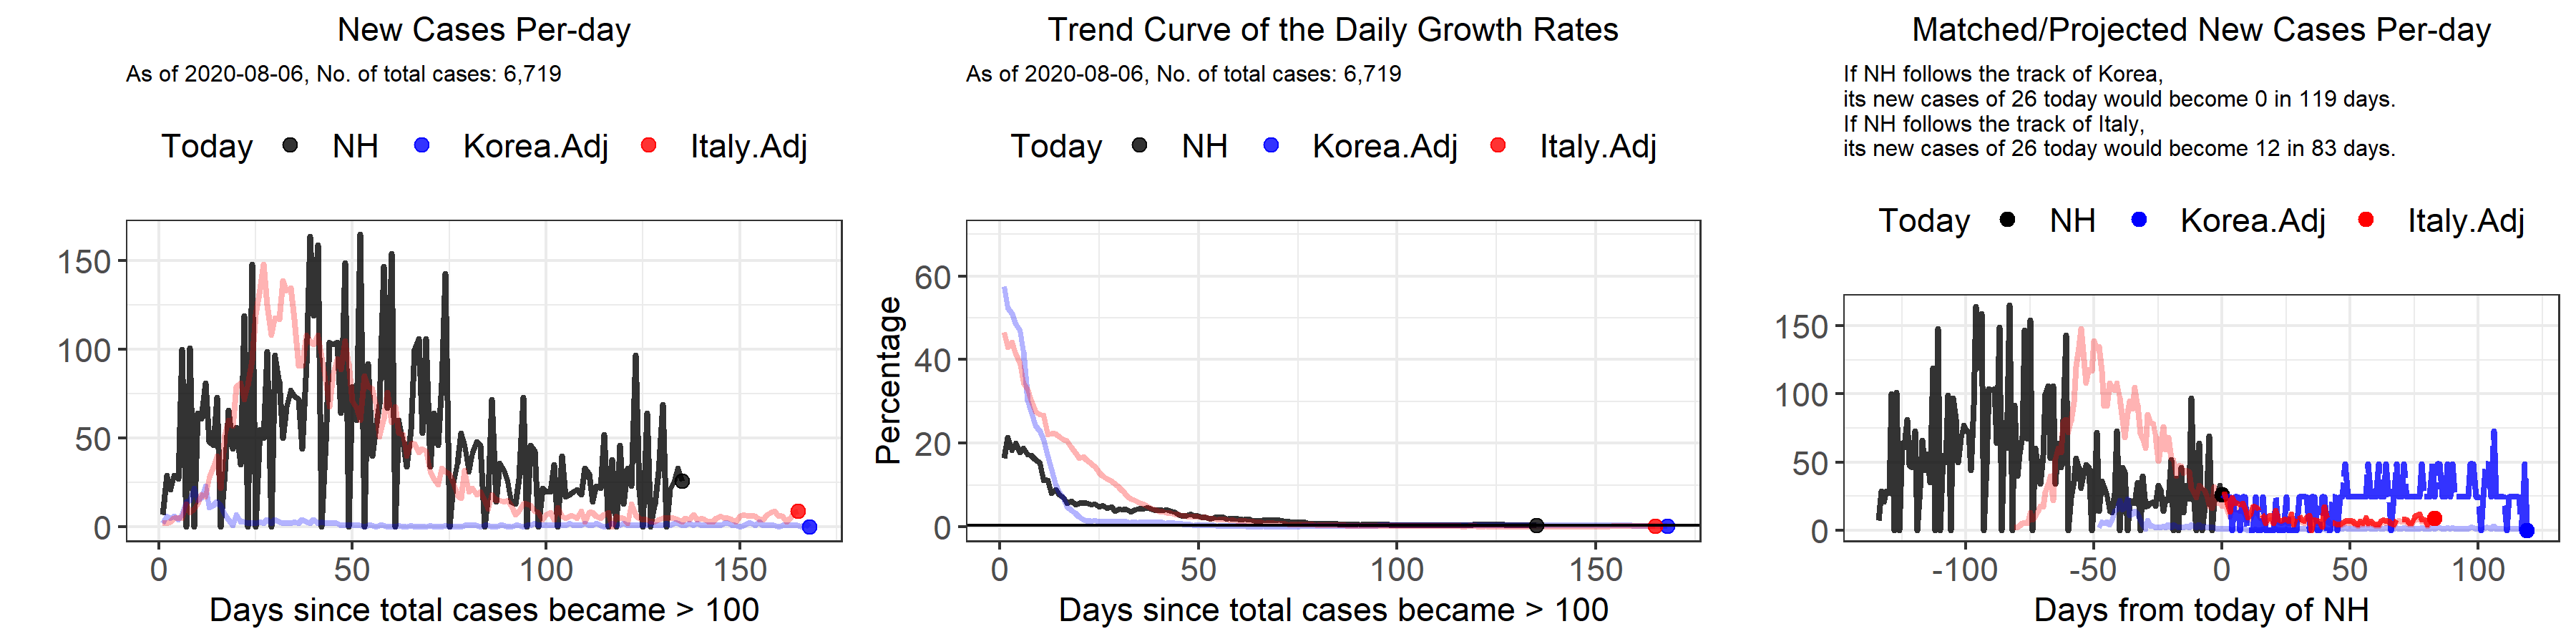 New Cases Per-day
As of 2020-08-06, No. of total cases: 6,719
Today NH Korea.Adj Italy.Adj
150
100
50
0
0 50 100 150
Days since total cases became > 100
Trend Curve of the Daily Growth Rates
As of 2020-08-06, No. of total cases: 6,719
Today NH Korea.Adj Italy.Adj
Percentage
60
40
20
0
0 50 100 150
Days since total cases became > 100
Matched/Projected New Cases Per-day
If NH follows the track of Korea,
its new cases of 26 today would become 0 in 119 days.
If NH follows the track of Italy,
its new cases of 26 today would become 12 in 83 days.
Today NH Korea.Adj Italy.Adj
150
100
50
0
-100 -50 0 50 100
Days from today of NH